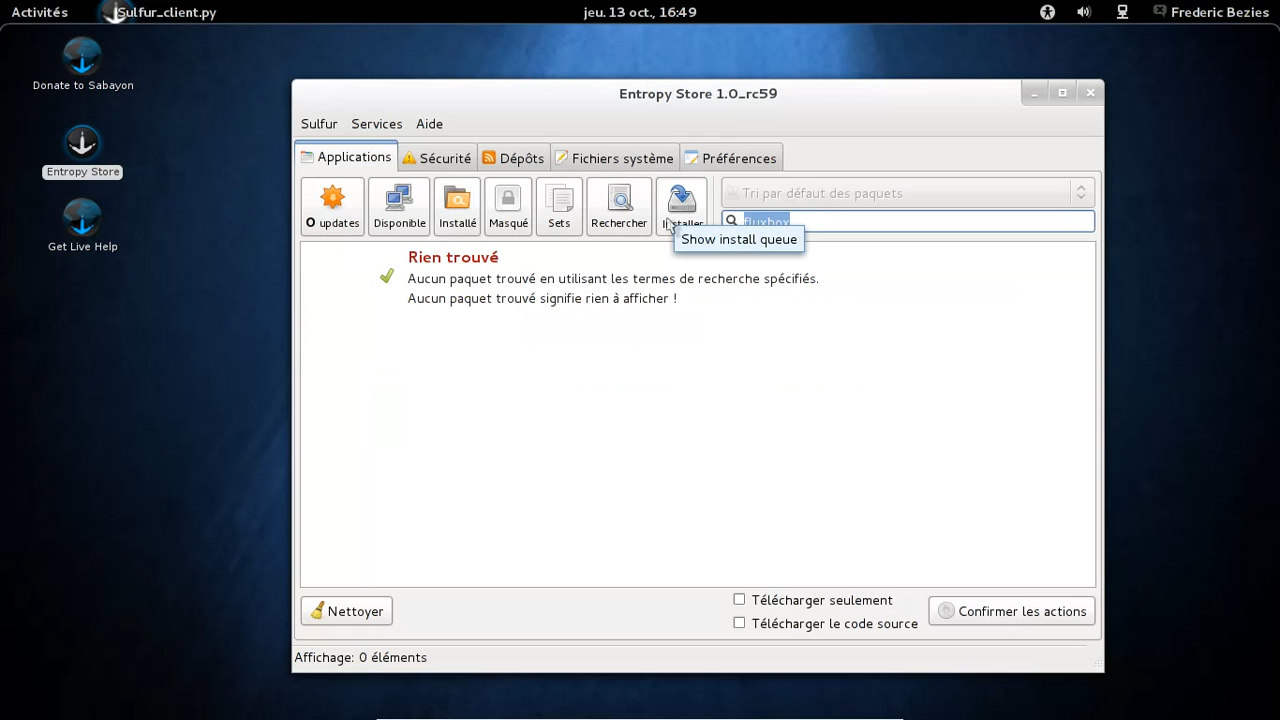 Activités Sulfur_client.py jeu. 13 oct., 16:49 Frederic Bezies
Donate to Sabayon
Entropy Store
Get Live Help
Entropy Store 1.0_rc59
Sulfur Services Aide
Applications Sécurité Dépôts Fichiers système Préférences
Tri par défaut des paquets
0 updates Disponible Installé Masqué Sets Rechercher Installer fluxbox
Show install queue
Rien trouvé
Aucun paquet trouvé en utilisant les termes de recherche spécifiés.
Aucun paquet trouvé signifie rien à afficher !
Nettoyer
Télécharger seulement
Télécharger le code source
Confirmer les actions
Affichage: 0 éléments